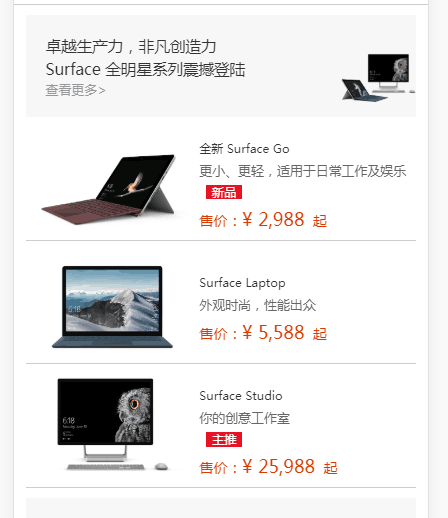 卓越生产力，非凡创造力
Surface 全明星系列震撼登陆
查看更多>
全新 Surface Go
更小、更轻，适用于日常工作及娱乐
新品
售价：¥ 2,988 起
Surface Laptop
外观时尚，性能出众
售价：¥ 5,588 起
Surface Studio
你的创意工作室
主推
售价：¥ 25,988 起